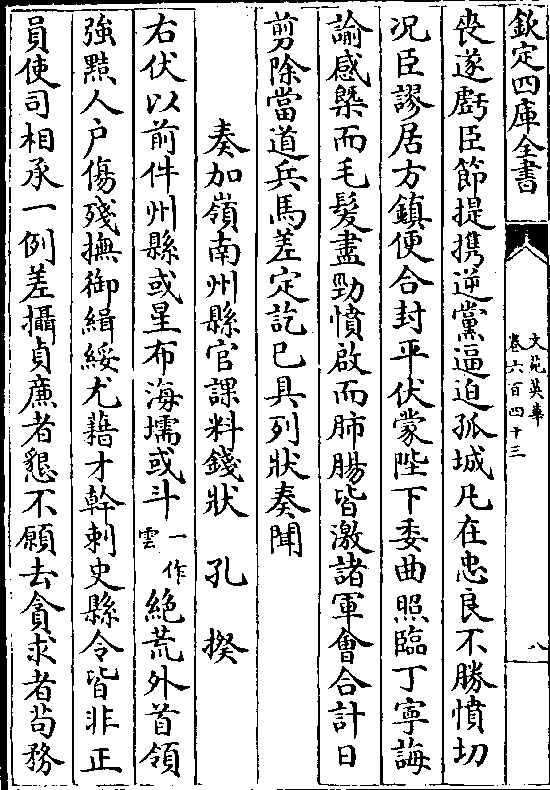 欽定四庫全書
文苑英華
卷六百四十三
八
喪遂虧臣節提攜逆黨逼迫孤城凡在忠良不勝憤切
况臣謬居方鎮便合封平伏蒙陛下委曲照臨丁寧誨
諭感槩而毛髮盡勁憤啟而肺腸皆激諸軍會合計日
剪除當道兵馬差定訖已具列狀奏聞
奏加嶺南州縣官課料錢狀 孔揆
右伏以前件州縣或星布海壖或斗一作雲絶荒外首領
強黠人户傷殘撫御緝綏尤藉才幹刺史縣令皆非正
員使司相承一例差攝貞廉者懇不願去貪求者茍務